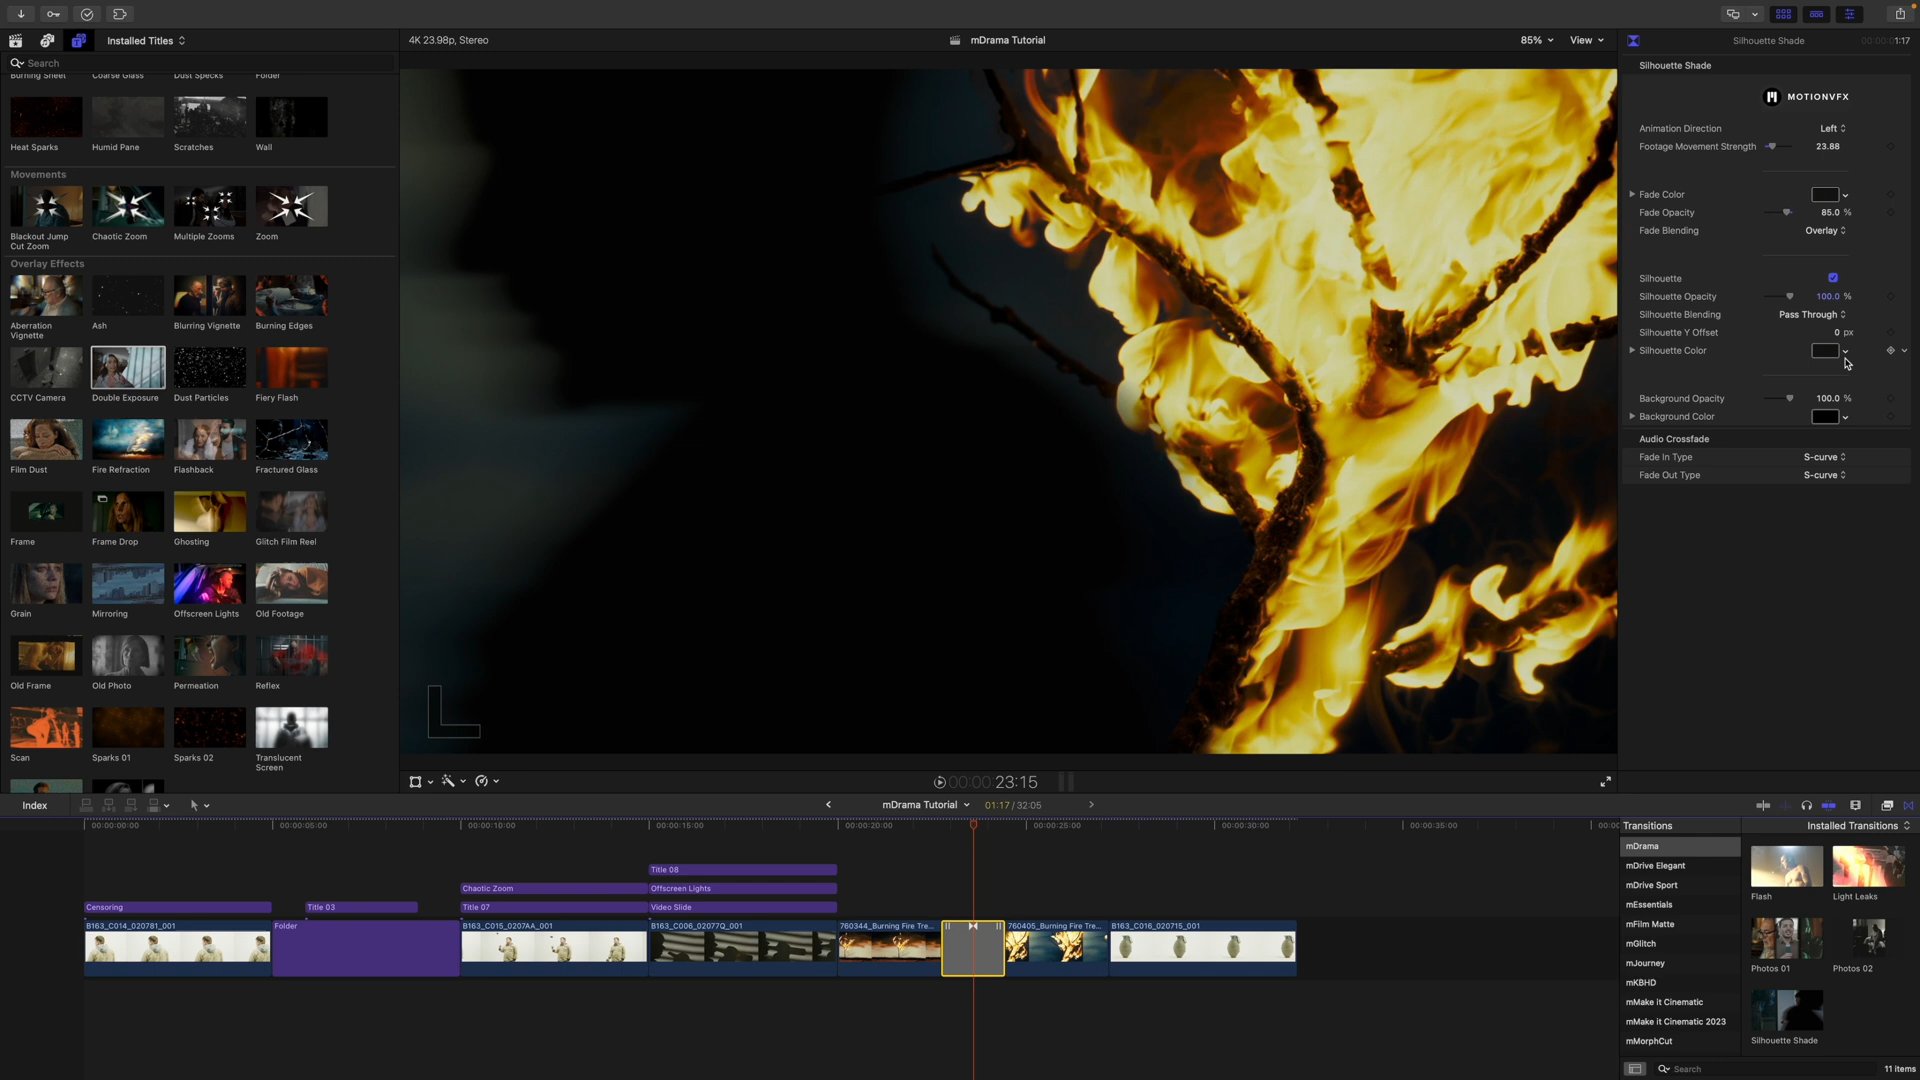 Installed Titles
4K 23.98p, Stereo
mDrama Tutorial
85%
View
Silhouette Shade
00:00:01:17
Search
Burning Sheet
Coarse Glass
Dust Specks
Folder
Heat Sparks
Humid Pane
Scratches
Wall
Movements
Blackout Jump
Cut Zoom
Chaotic Zoom
Multiple Zooms
Zoom
Overlay Effects
Aberration
Vignette
Ash
Blurring Vignette
Burning Edges
CCTV Camera
Double Exposure
Dust Particles
Fiery Flash
Film Dust
Fire Refraction
Flashback
Fractured Glass
Frame
Frame Drop
Ghosting
Glitch Film Reel
Grain
Mirroring
Offscreen Lights
Old Footage
Old Frame
Old Photo
Permeation
Reflex
Scan
Sparks 01
Sparks 02
Translucent
Screen
Silhouette Shade
MOTIONVFX
Animation Direction Left
Footage Movement Strength 23.88
Fade Color
Fade Opacity 85.0 %
Fade Blending Overlay
Silhouette
Silhouette Opacity 100.0 %
Silhouette Blending Pass Through
Silhouette Y Offset 0 px
Silhouette Color
Background Opacity 100.0 %
Background Color
Audio Crossfade
Fade In Type S-curve
Fade Out Type S-curve
00:00:00:23:15
Index
mDrama Tutorial
01:17 / 32:05
00:00:00:00
00:00:05:00
00:00:10:00
00:00:15:00
00:00:20:00
00:00:25:00
00:00:30:00
00:00:35:00
Title 08
Chaotic Zoom
Offscreen Lights
Censoring
Title 03
Title 07
Video Slide
B163_C014_020781_001
Folder
B163_C015_0207AA_001
B163_C006_02077Q_001
760344_Burning Fire Tre...
760405_Burning Fire Tre...
B163_C016_020715_001
Transitions
Installed Transitions
mDrama
mDrive Elegant
mDrive Sport
mEssentials
mFilm Matte
mGlitch
mJourney
mKBHD
mMake it Cinematic
mMake it Cinematic 2023
mMorphCut
Flash
Light Leaks
Photos 01
Photos 02
Silhouette Shade
Search
11 items